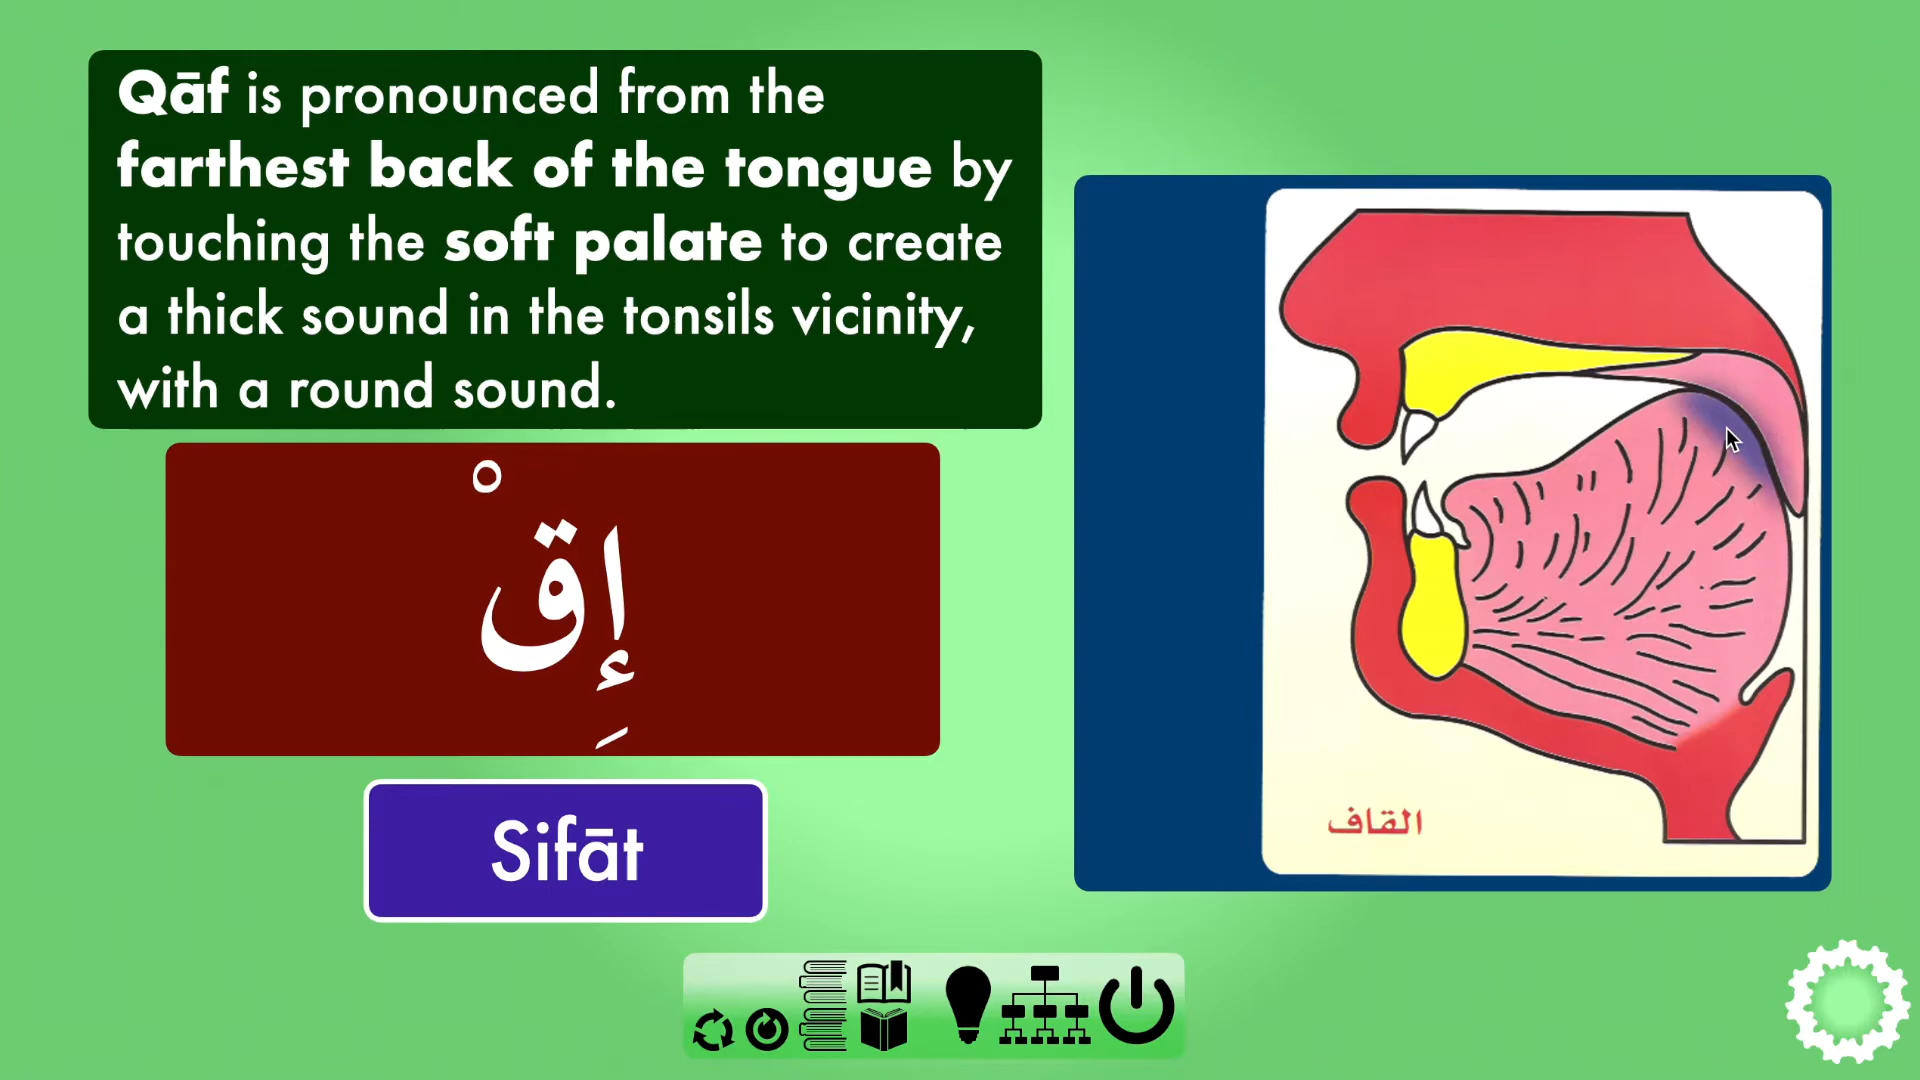 Qāf is pronounced from the
farthest back of the tongue by
touching the soft palate to create
a thick sound in the tonsils vicinity,
with a round sound.
إِقْ
Sifāt
القاف